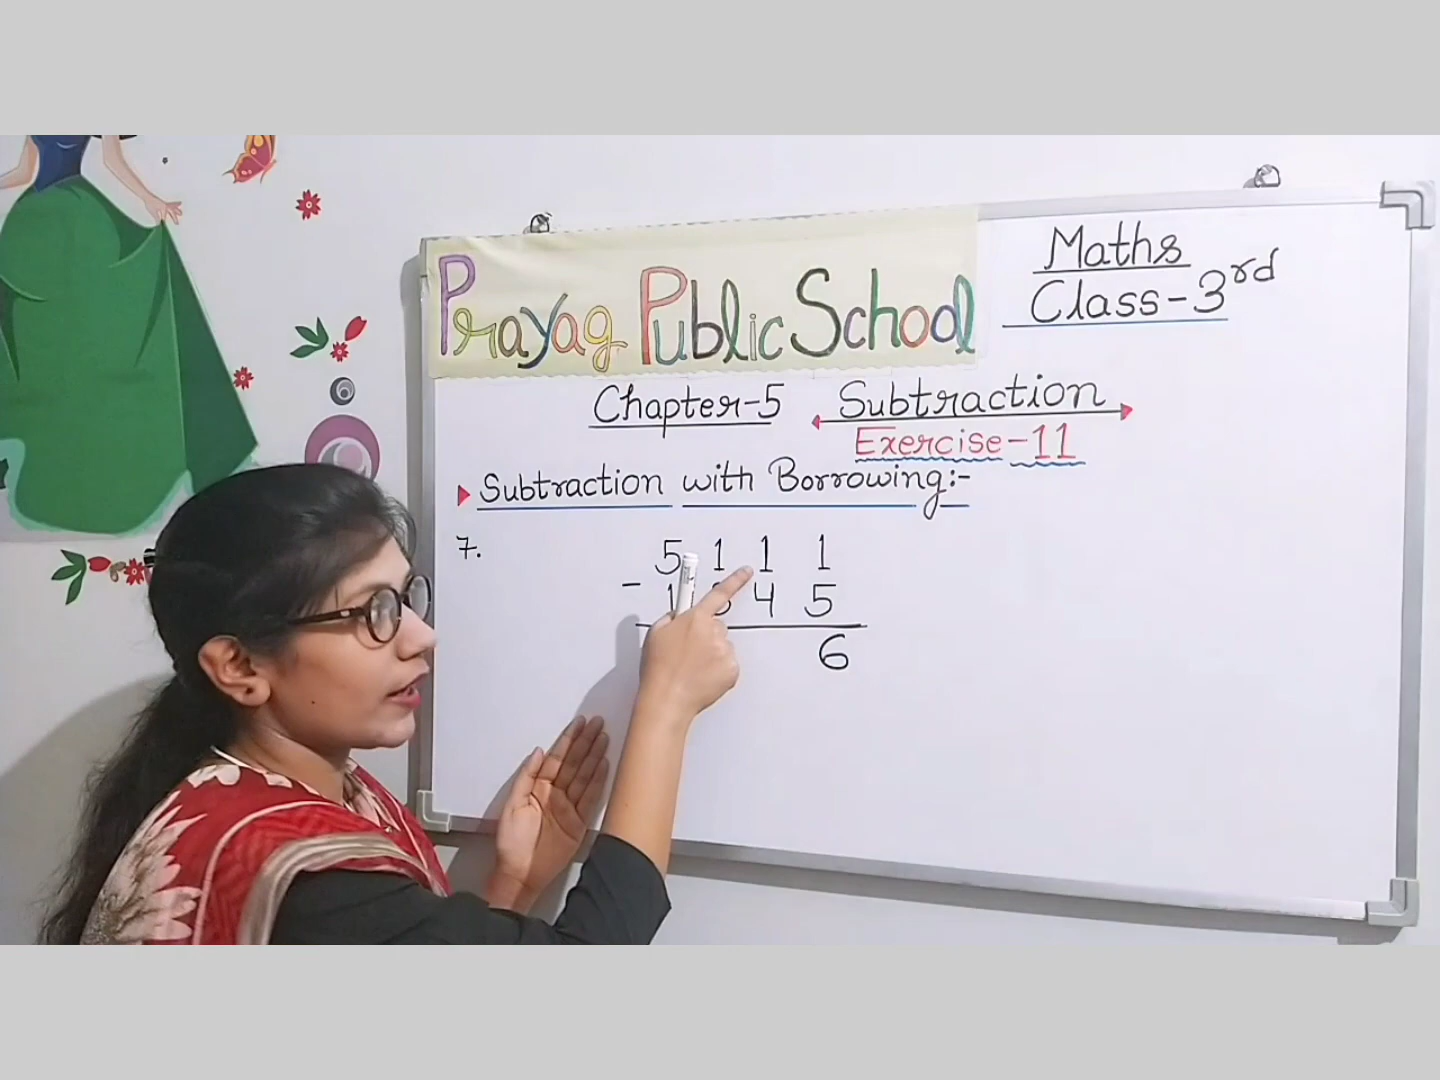 Prayag Public School
Maths
Class-3rd
Chapter-5 Subtraction
Exercise-11
Subtraction with Borrowing:-
7.
5 1 1 1
- 1 4 5
6